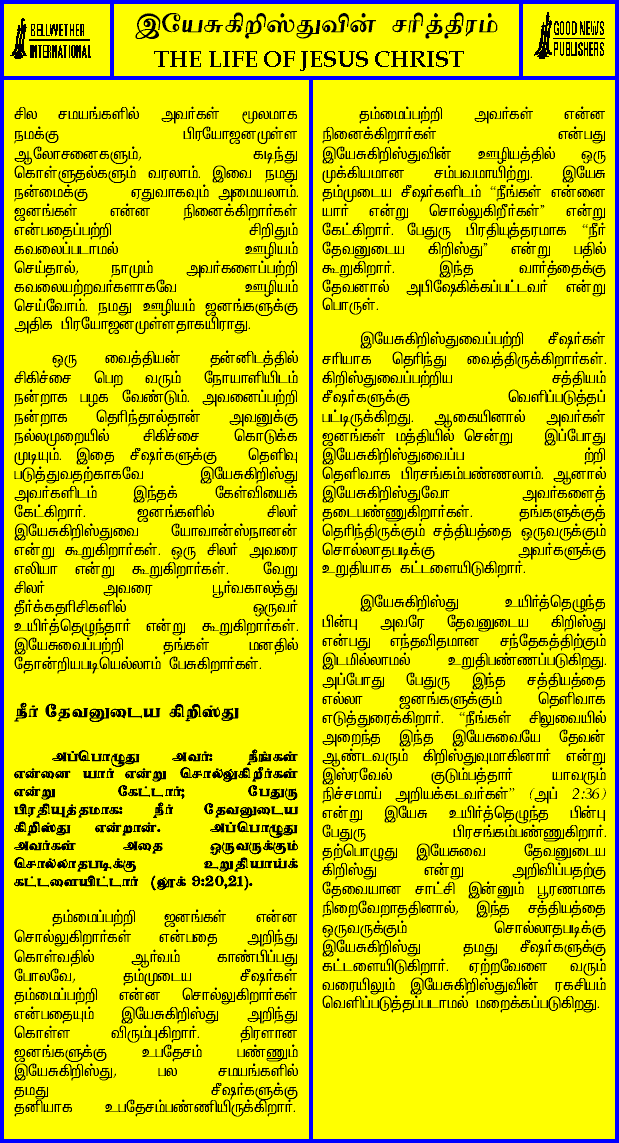 BELLWETHER
INTERNATIONAL
இயேசுகிறிஸ்துவின் சரித்திரம்
THE LIFE OF JESUS CHRIST
GOOD NEWS
PUBLISHERS
சில சமயங்களில் அவர்கள் மூலமாக
நமக்கு பிரயோஜனமுள்ள
ஆலோசனைகளும், கடிந்து
கொள்ளுதல்களும் வரலாம். இவை நமது
நன்மைக்கு ஏதுவாகவும் அமையலாம்.
ஜனங்கள் என்ன நினைக்கிறார்கள்
என்பதைப்பற்றி சிறிதும்
கவலைப்படாமல் ஊழியம்
செய்தால், நாமும் அவர்களைப்பற்றி
கவலையற்றவர்களாகவே ஊழியம்
செய்வோம். நமது ஊழியம் ஜனங்களுக்கு
அதிக பிரயோஜனமுள்ளதாகயிராது.
ஒரு வைத்தியன் தன்னிடத்தில்
சிகிச்சை பெற வரும் நோயாளியிடம்
நன்றாக பழக வேண்டும். அவனைப்பற்றி
நன்றாக தெரிந்தால்தான் அவனுக்கு
நல்லமுறையில் சிகிச்சை கொடுக்க
முடியும். இதை சீஷர்களுக்கு தெளிவு
படுத்துவதற்காகவே இயேசுகிறிஸ்து
அவர்களிடம் இந்தக் கேள்வியைக்
கேட்கிறார். ஜனங்களில் சிலர்
இயேசுகிறிஸ்துவை யோவான்ஸ்நானன்
என்று கூறுகிறார்கள். ஒரு சிலர் அவரை
எலியா என்று கூறுகிறார்கள். வேறு
சிலர் அவரை பூர்வகாலத்து
தீர்க்கதரிசிகளில் ஒருவர்
உயிர்த்தெழுந்தார் என்று கூறுகிறார்கள்.
இயேசுவைப்பற்றி தங்கள் மனதில்
தோன்றியபடியெல்லாம் பேசுகிறார்கள்.
நீர் தேவனுடைய கிறிஸ்து
அப்பொழுது அவர்: நீங்கள்
என்னை யார் என்று சொல்லுகிறீர்கள்
என்று கேட்டார்; பேதுரு
பிரதியுத்தமாக: நீர் தேவனுடைய
கிறிஸ்து என்றான். அப்பொழுது
அவர்கள் அதை ஒருவருக்கும்
சொல்லாதபடிக்கு உறுதியாய்க்
கட்டளையிட்டார் (லூக் 9:20,21).
தம்மைப்பற்றி ஜனங்கள் என்ன
சொல்லுகிறார்கள் என்பதை அறிந்து
கொள்வதில் ஆர்வம் காண்பிப்பது
போலவே, தம்முடைய சீஷர்கள்
தம்மைப்பற்றி என்ன சொல்லுகிறார்கள்
என்பதையும் இயேசுகிறிஸ்து அறிந்து
கொள்ள விரும்புகிறார். திரளான
ஜனங்களுக்கு உபதேசம் பண்ணும்
இயேசுகிறிஸ்து, பல சமயங்களில்
தமது சீஷர்களுக்கு
தனியாக உபதேசம்பண்ணியிருக்கிறார்.
தம்மைப்பற்றி அவர்கள் என்ன
நினைக்கிறார்கள் என்பது
இயேசுகிறிஸ்துவின் ஊழியத்தில் ஒரு
முக்கியமான சம்பவமாயிற்று. இயேசு
தம்முடைய சீஷர்களிடம் “நீங்கள் என்னை
யார் என்று சொல்லுகிறீர்கள்” என்று
கேட்கிறார். பேதுரு பிரதியுத்தரமாக “நீர்
தேவனுடைய கிறிஸ்து” என்று பதில்
கூறுகிறார். இந்த வார்த்தைக்கு
தேவனால் அபிஷேகிக்கப்பட்டவர் என்று
பொருள்.
இயேசுகிறிஸ்துவைப்பற்றி சீஷர்கள்
சரியாக தெரிந்து வைத்திருக்கிறார்கள்.
கிறிஸ்துவைப்பற்றிய சத்தியம்
சீஷர்களுக்கு வெளிப்படுத்தப்
பட்டிருக்கிறது. ஆகையினால் அவர்கள்
ஜனங்கள் மத்தியில் சென்று இப்போது
இயேசுகிறிஸ்துவைப்ப ற்றி
தெளிவாக பிரசங்கம்பண்ணலாம். ஆனால்
இயேசுகிறிஸ்துவோ அவர்களைத்
தடைபண்ணுகிறார்கள். தங்களுக்குத்
தெரிந்திருக்கும் சத்தியத்தை ஒருவருக்கும்
சொல்லாதபடிக்கு அவர்களுக்கு
உறுதியாக கட்டளையிடுகிறார்.
இயேசுகிறிஸ்து உயிர்த்தெழுந்த
பின்பு அவரே தேவனுடைய கிறிஸ்து
என்பது எந்தவிதமான சந்தேகத்திற்கும்
இடமில்லாமல் உறுதிபண்ணப்படுகிறது.
அப்போது பேதுரு இந்த சத்தியத்தை
எல்லா ஜனங்களுக்கும் தெளிவாக
எடுத்துரைக்கிறார். “நீங்கள் சிலுவையில்
அறைந்த இந்த இயேசுவையே தேவன்
ஆண்டவரும் கிறிஸ்துவுமாகினார் என்று
இஸ்ரவேல் குடும்பத்தார் யாவரும்
நிச்சமாய் அறியக்கடவர்கள்” (அப் 2:36)
என்று இயேசு உயிர்த்தெழுந்த பின்பு
பேதுரு பிரசங்கம்பண்ணுகிறார்.
தற்பொழுது இயேசுவை தேவனுடைய
கிறிஸ்து என்று அறிவிப்பதற்கு
தேவையான சாட்சி இன்னும் பூரணமாக
நிறைவேறாததினால், இந்த சத்தியத்தை
ஒருவருக்கும் சொல்லாதபடிக்கு
இயேசுகிறிஸ்து தமது சீஷர்களுக்கு
கட்டளையிடுகிறார். ஏற்றவேளை வரும்
வரையிலும் இயேசுகிறிஸ்துவின் ரகசியம்
வெளிப்படுத்தப்படாமல் மறைக்கப்படுகிறது.